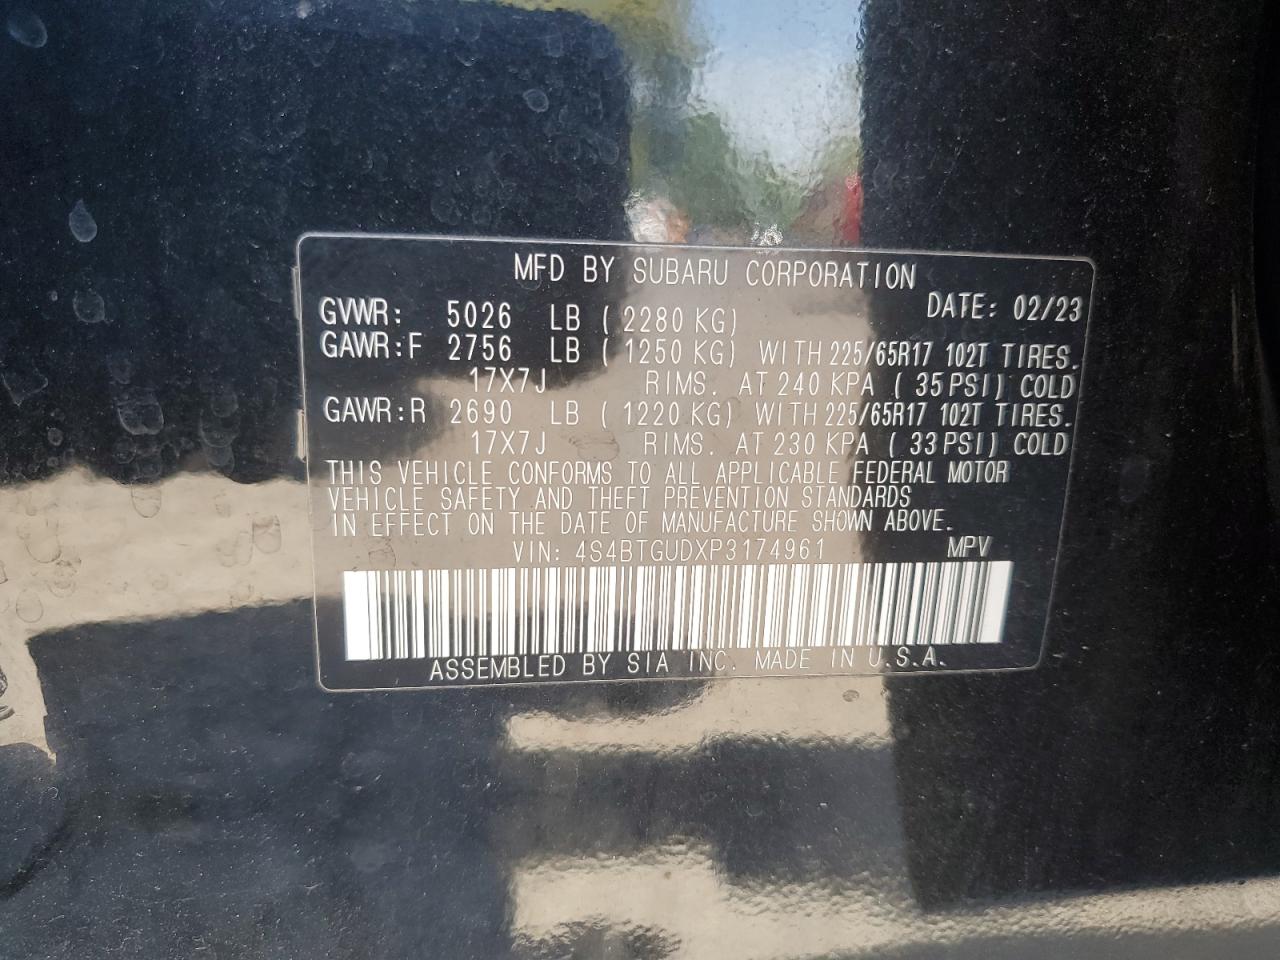 MFD BY SUBARU CORPORATION
GVWR: 5026 LB ( 2280 KG) DATE: 02/23
GAWR:F 2756 LB ( 1250 KG) WITH 225/65R17 102T TIRES.
17X7J RIMS. AT 240 KPA ( 35 PSI) COLD
GAWR:R 2690 LB ( 1220 KG) WITH 225/65R17 102T TIRES.
17X7J RIMS. AT 230 KPA ( 33 PSI) COLD
THIS VEHICLE CONFORMS TO ALL APPLICABLE FEDERAL MOTOR
VEHICLE SAFETY AND THEFT PREVENTION STANDARDS
IN EFFECT ON THE DATE OF MANUFACTURE SHOWN ABOVE.
VIN: 4S4BTGUDXP3174961 MPV
ASSEMBLED BY SIA INC. MADE IN U.S.A.